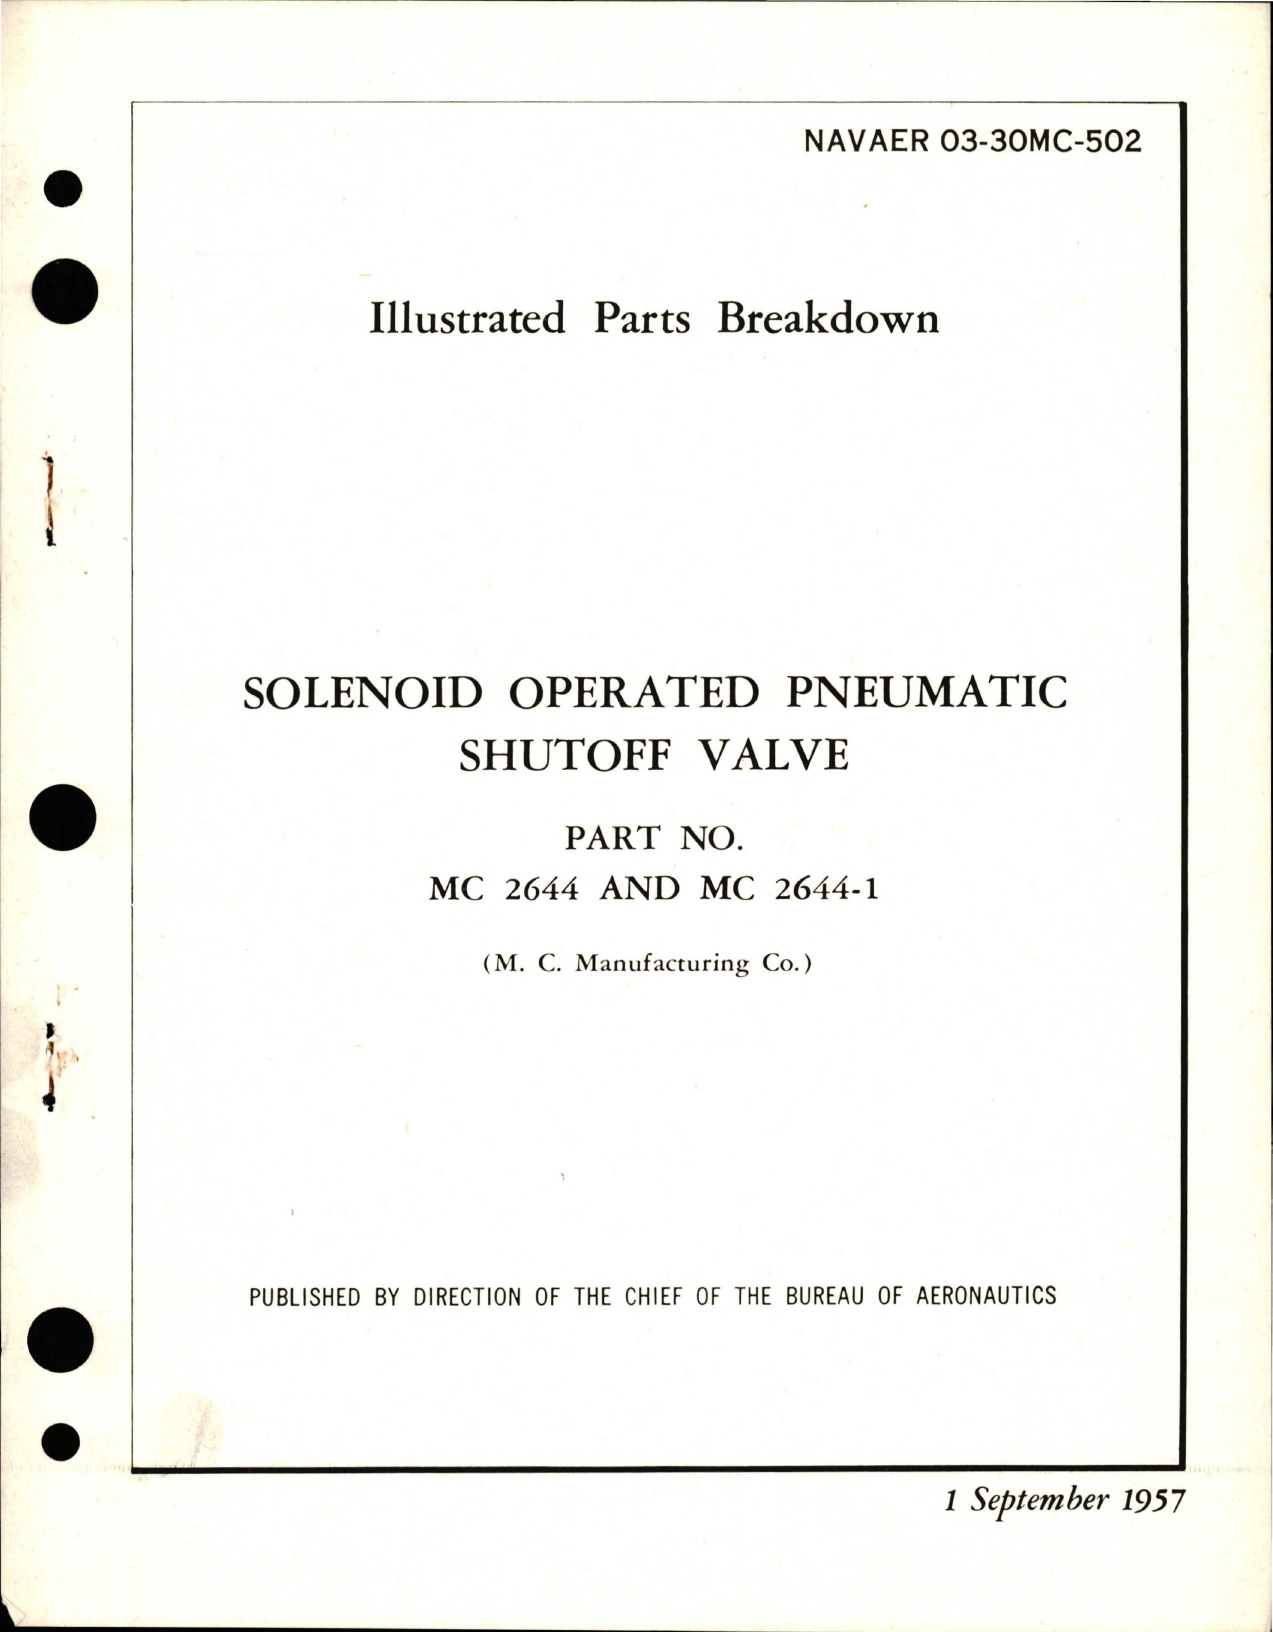 NAVAER 03-30MC-502
Illustrated Parts Breakdown
SOLENOID OPERATED PNEUMATIC
SHUTOFF VALVE
PART NO.
MC 2644 AND MC 2644-1
(M. C. Manufacturing Co.)
PUBLISHED BY DIRECTION OF THE CHIEF OF THE BUREAU OF AERONAUTICS
1 September 1957